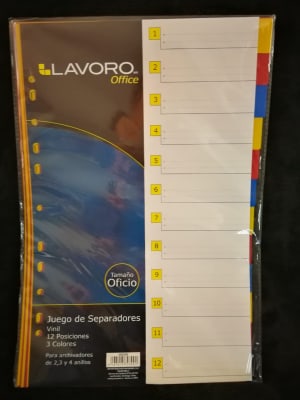 LAVORO
Office
Tamaño
Oficio
Juego de Separadores
Vinil
12 Posiciones
3 Colores
Para archivadores
de 2,3 y 4 anillos
1
2
3
4
5
6
7
8
9
10
11
12